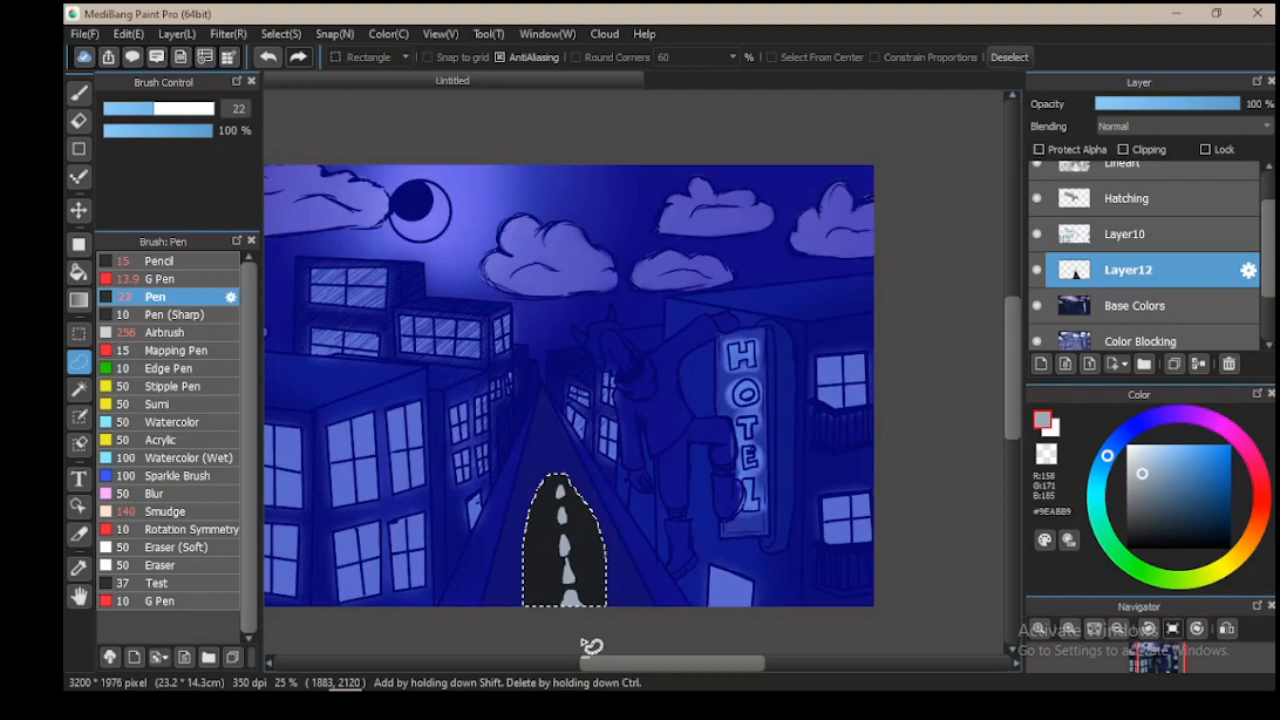 MediBang Paint Pro (64bit)
File(F) Edit(E) Layer(L) Filter(R) Select(S) Snap(N) Color(C) View(V) Tool(T) Window(W) Cloud Help
Rectangle Snap to grid AntiAliasing Round Corners 60 % Select From Center Constrain Proportions Deselect
Brush Control
22
100 %
Untitled
Brush: Pen
15 Pencil
13.9 G Pen
22 Pen
10 Pen (Sharp)
256 Airbrush
15 Mapping Pen
10 Edge Pen
50 Stipple Pen
50 Sumi
50 Watercolor
50 Acrylic
100 Watercolor (Wet)
100 Sparkle Brush
50 Blur
140 Smudge
10 Rotation Symmetry
50 Eraser (Soft)
50 Eraser
37 Test
10 G Pen
HOTEL
Layer
Opacity 100 %
Blending Normal
Protect Alpha Clipping Lock
Lineart
Hatching
Layer10
Layer12
Base Colors
Color Blocking
Color
R:158
G:171
B:185
#9EABB9
Navigator
Activate Windows
Go to Settings to activate Windows.
3200 * 1976 pixel (23.2 * 14.3cm) 350 dpi 25 % ( 1883, 2120) Add by holding down Shift. Delete by holding down Ctrl.